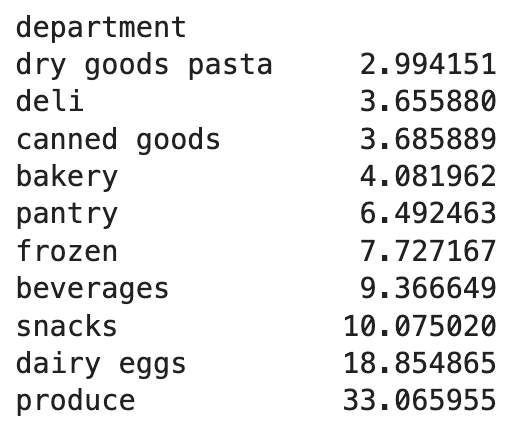 department
dry goods pasta 2.994151
deli 3.655880
canned goods 3.685889
bakery 4.081962
pantry 6.492463
frozen 7.727167
beverages 9.366649
snacks 10.075020
dairy eggs 18.854865
produce 33.065955